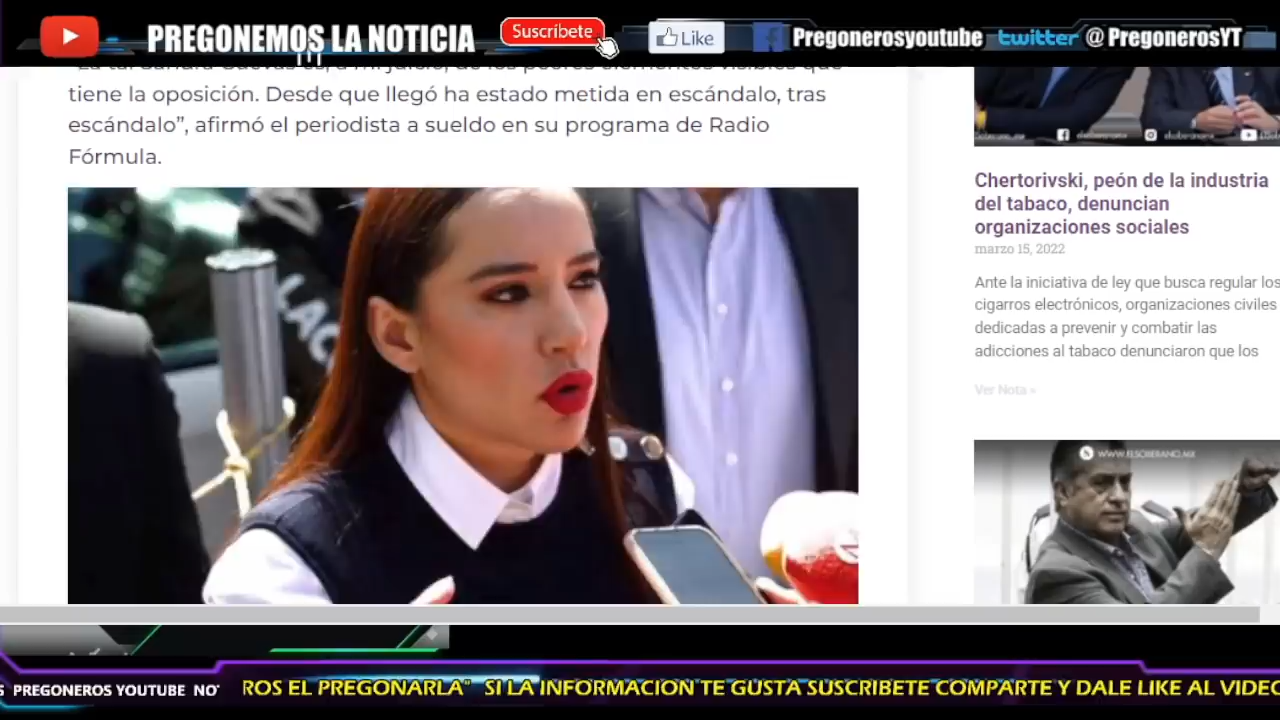 PREGONEMOS LA NOTICIA
Suscríbete
Like
Pregonerosyoutube
twitter @PregonerosYT
tiene la oposición. Desde que llegó ha estado metida en escándalo, tras
escándalo”, afirmó el periodista a sueldo en su programa de Radio
Fórmula.
Chertorivski, peón de la industria
del tabaco, denuncian
organizaciones sociales
marzo 15, 2022
Ante la iniciativa de ley que busca regular los
cigarros electrónicos, organizaciones civiles
dedicadas a prevenir y combatir las
adicciones al tabaco denunciaron que los
Ver Nota »
WWW.ELSOBERANO.MX
PREGONEROS YOUTUBE
ROS EL PREGONARLA" SI LA INFORMACION TE GUSTA SUSCRIBETE COMPARTE Y DALE LIKE AL VIDEO